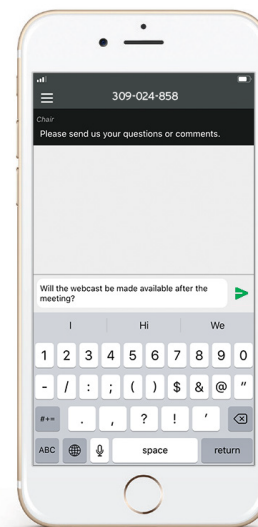 309-024-858
Chair
Please send us your questions or comments.
Will the webcast be made available after the
meeting?
I Hi We
1 2 3 4 5 6 7 8 9 0
- / : ; ( ) $ & @ "
#+= . , ? ! '
ABC space return